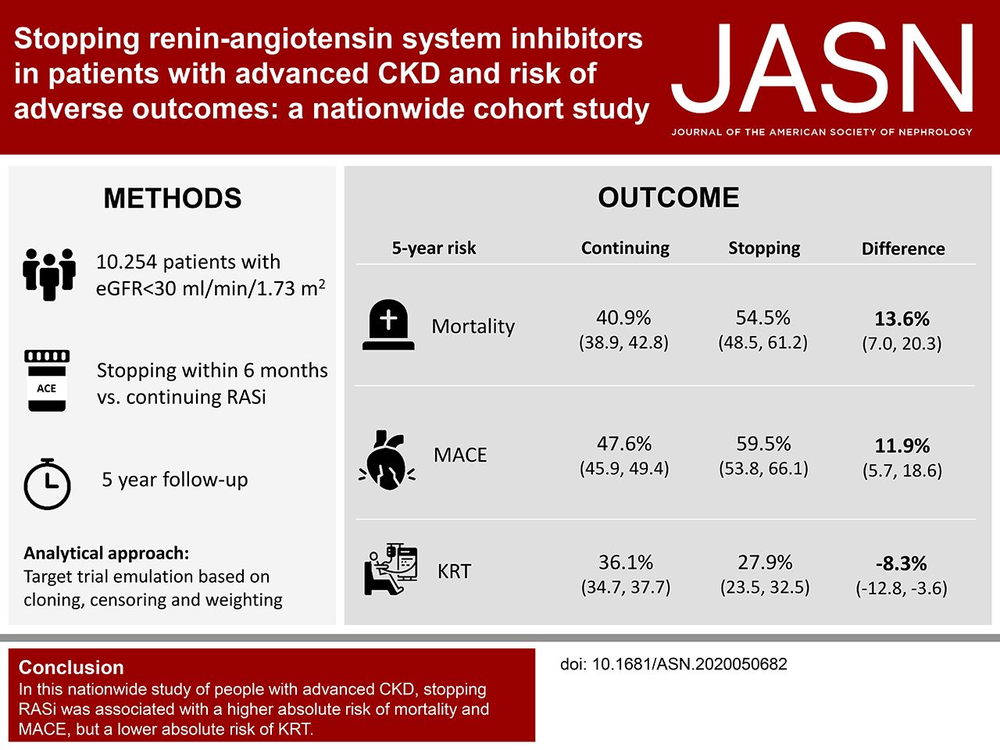 Stopping renin-angiotensin system inhibitors
in patients with advanced CKD and risk of
adverse outcomes: a nationwide cohort study
JASN
JOURNAL OF THE AMERICAN SOCIETY OF NEPHROLOGY
METHODS
10.254 patients with
eGFR<30 ml/min/1.73 m²
ACE
Stopping within 6 months
vs. continuing RASi
5 year follow-up
Analytical approach:
Target trial emulation based on
cloning, censoring and weighting
OUTCOME
5-year risk Continuing Stopping Difference
Mortality 40.9% 54.5% 13.6%
(38.9, 42.8) (48.5, 61.2) (7.0, 20.3)
MACE 47.6% 59.5% 11.9%
(45.9, 49.4) (53.8, 66.1) (5.7, 18.6)
KRT 36.1% 27.9% -8.3%
(34.7, 37.7) (23.5, 32.5) (-12.8, -3.6)
Conclusion
In this nationwide study of people with advanced CKD, stopping
RASi was associated with a higher absolute risk of mortality and
MACE, but a lower absolute risk of KRT.
doi: 10.1681/ASN.2020050682